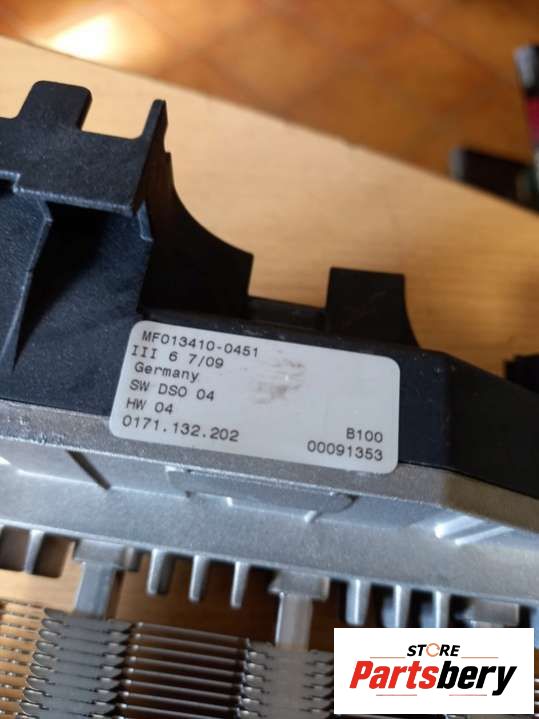 MF013410-0451
III 6 7/09
Germany
SW DSO 04
HW 04
0171.132.202
B100
00091353
STORE
Partsbery